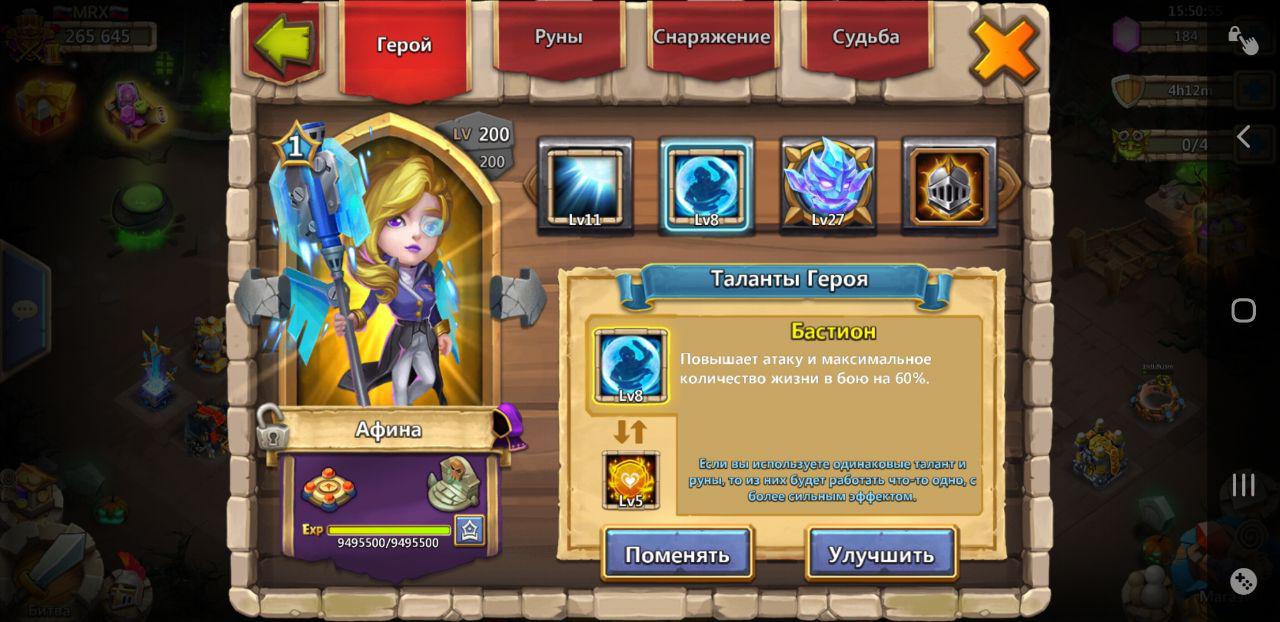 MRX
265 645
Герой
Руны
Снаряжение
Судьба
15:50:55
184
4h12m
0/4
1
LV 200
200
Lv11
Lv8
Lv27
Таланты Героя
Бастион
Повышает атаку и максимальное
количество жизни в бою на 60%.
Lv8
Lv5
Если вы используете одинаковые талант и
руны, то из них будет работать что-то одно, с
более сильным эффектом.
Афина
Exp
9495500/9495500
Поменять
Улучшить
Битва